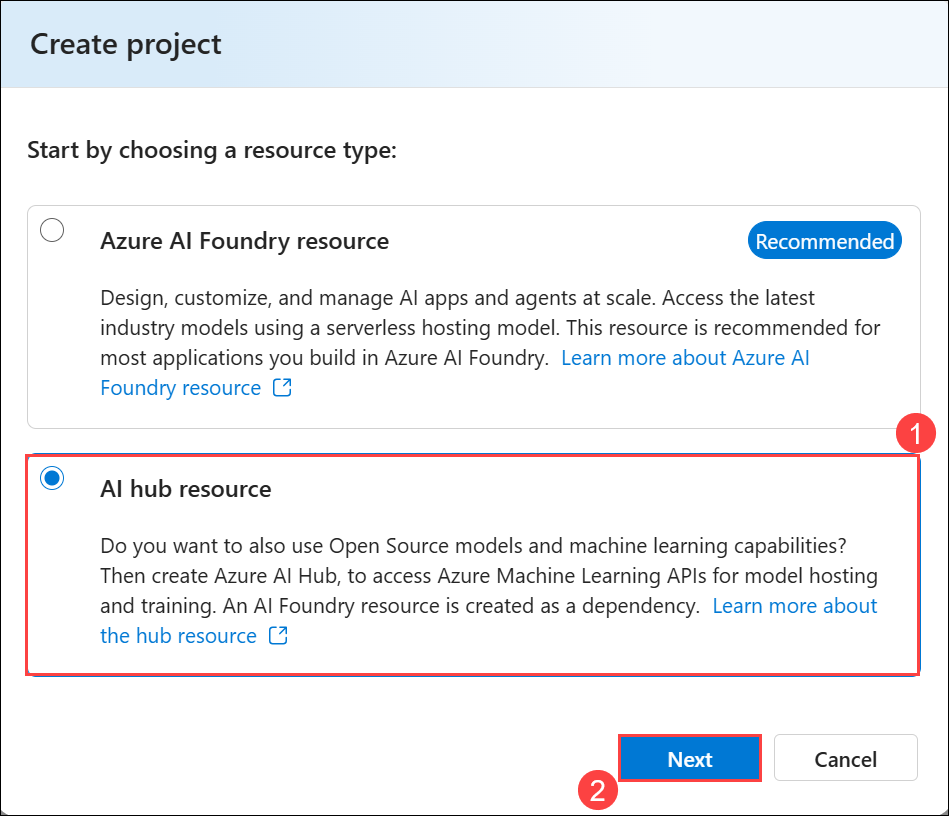 Create project
Start by choosing a resource type:
Azure AI Foundry resource
Recommended
Design, customize, and manage AI apps and agents at scale. Access the latest
industry models using a serverless hosting model. This resource is recommended for
most applications you build in Azure AI Foundry. Learn more about Azure AI
Foundry resource
1
AI hub resource
Do you want to also use Open Source models and machine learning capabilities?
Then create Azure AI Hub, to access Azure Machine Learning APIs for model hosting
and training. An AI Foundry resource is created as a dependency. Learn more about
the hub resource
Next
Cancel
2